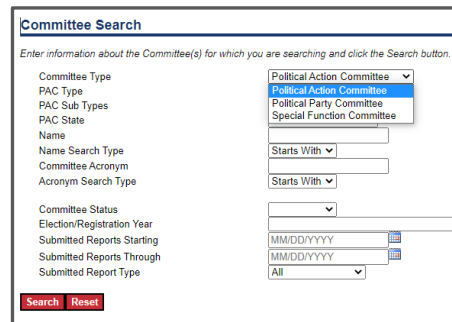 Committee Search
Enter information about the Committee(s) for which you are searching and click the Search button.
Committee Type Political Action Committee
PAC Type Political Action Committee
PAC Sub Types Political Party Committee
PAC State Special Function Committee
Name
Name Search Type Starts With
Committee Acronym
Acronym Search Type Starts With
Committee Status
Election/Registration Year
Submitted Reports Starting MM/DD/YYYY
Submitted Reports Through MM/DD/YYYY
Submitted Report Type All
Search Reset